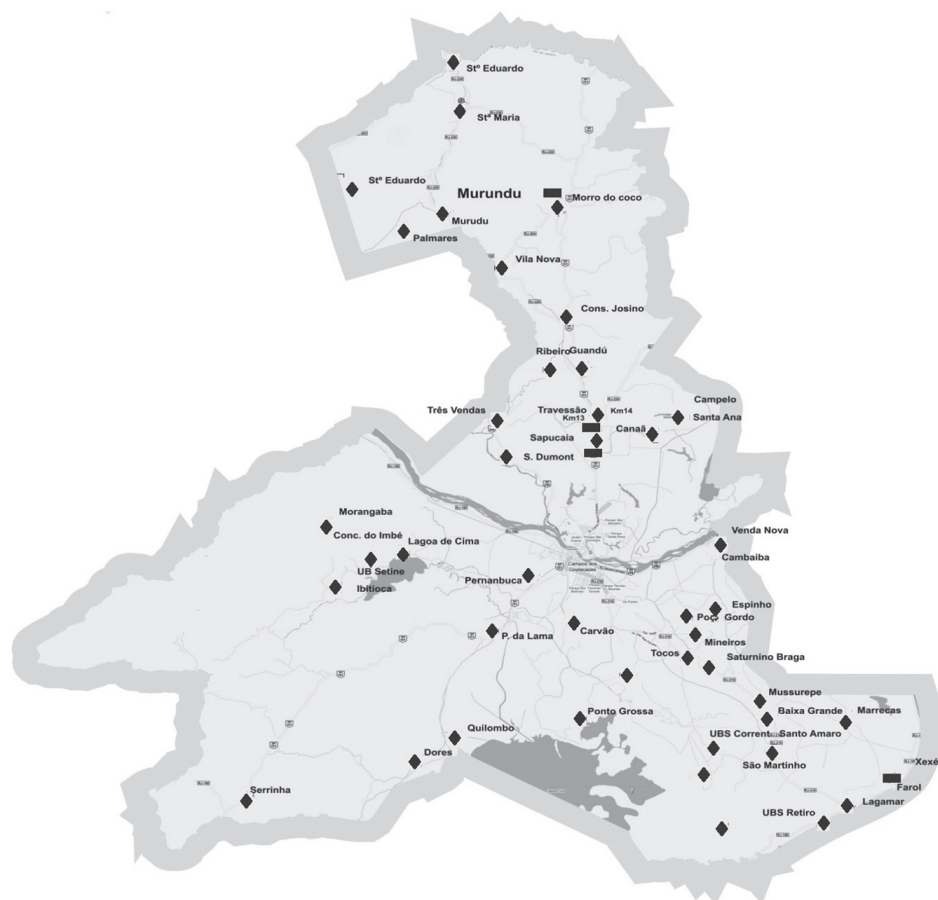 Stº Eduardo
Stª Maria
Stº Eduardo
Murundu
Morro do coco
Murudu
Palmares
Vila Nova
Cons. Josino
Ribeiro
Guandú
Campelo
Três Vendas
Travessão
Km14
Km13
Santa Ana
Canaã
Sapucaia
S. Dumont
Morangaba
Venda Nova
Conc. do Imbé
Lagoa de Cima
Cambaiba
UB Setine
Pernanbuca
Ibitioca
Campos dos
Goytacazes
Espinho
Poço Gordo
Carvão
P. da Lama
Mineiros
Tocos
Saturnino Braga
Mussurepe
Ponto Grossa
Baixa Grande
Marrecas
Quilombo
UBS Corrent.
Santo Amaro
Dores
São Martinho
Xexé
Farol
Serrinha
Lagamar
UBS Retiro